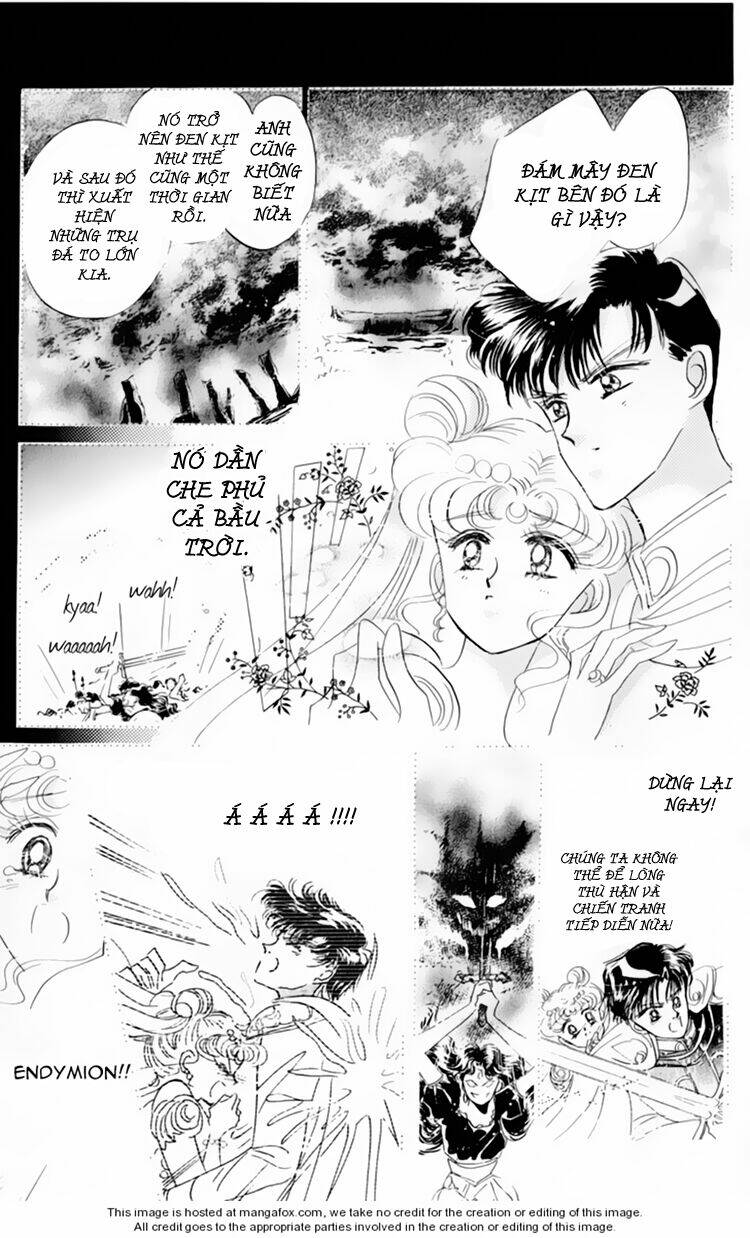 ĐÁM MÂY ĐEN
KỊT BÊN ĐÓ LÀ
GÌ VẬY?
ANH
CŨNG
KHÔNG
BIẾT
NỮA
NÓ TRỞ
NÊN ĐEN KỊT
NHƯ THẾ
CŨNG MỘT
THỜI GIAN
RỒI.
VÀ SAU ĐÓ
THÌ XUẤT
HIỆN
NHỮNG TRỤ
ĐÁ TO LỚN
KIA.
NÓ DẦN
CHE PHỦ
CẢ BẦU
TRỜI.
wahh!
kyaa!
waaaaah!
DỪNG LẠI
NGAY!
CHÚNG TA KHÔNG
THỂ ĐỂ LÒNG
THÙ HẬN VÀ
CHIẾN TRANH
TIẾP DIỄN NỮA!
Á Á Á Á !!!!
ENDYMION!!
This image is hosted at mangafox.com, we take no credit for the creation or editing of this image.
All credit goes to the appropriate parties involved in the creation or editing of this image.